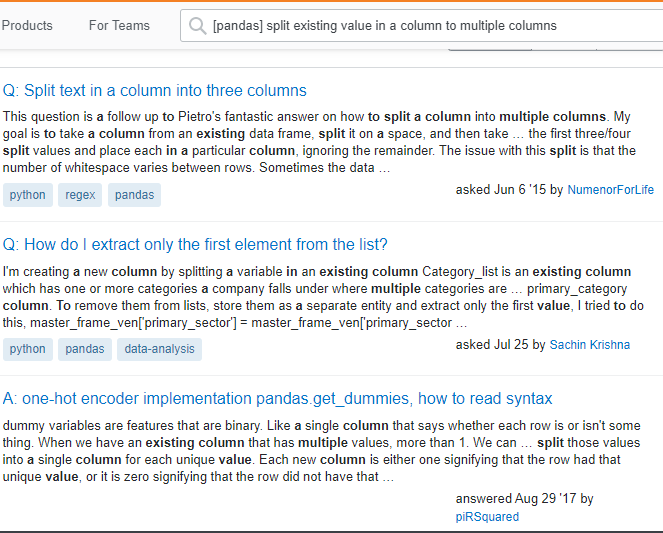 Products For Teams [pandas] split existing value in a column to multiple columns
Q: Split text in a column into three columns
This question is a follow up to Pietro's fantastic answer on how to split a column into multiple columns. My
goal is to take a column from an existing data frame, split it on a space, and then take ... the first three/four
split values and place each in a particular column, ignoring the remainder. The issue with this split is that the
number of whitespace varies between rows. Sometimes the data ...
python regex pandas
asked Jun 6 '15 by NumenorForLife
Q: How do I extract only the first element from the list?
I'm creating a new column by splitting a variable in an existing column Category_list is an existing column
which has one or more categories a company falls under where multiple categories are ... primary_category
column. To remove them from lists, store them as a separate entity and extract only the first value, I tried to do
this, master_frame_ven['primary_sector'] = master_frame_ven['primary_sector ...
python pandas data-analysis
asked Jul 25 by Sachin Krishna
A: one-hot encoder implementation pandas.get_dummies, how to read syntax
dummy variables are features that are binary. Like a single column that says whether each row is or isn't some
thing. When we have an existing column that has multiple values, more than 1. We can ... split those values
into a single column for each unique value. Each new column is either one signifying that the row had that
unique value, or it is zero signifying that the row did not have that ...
answered Aug 29 '17 by
piRSquared